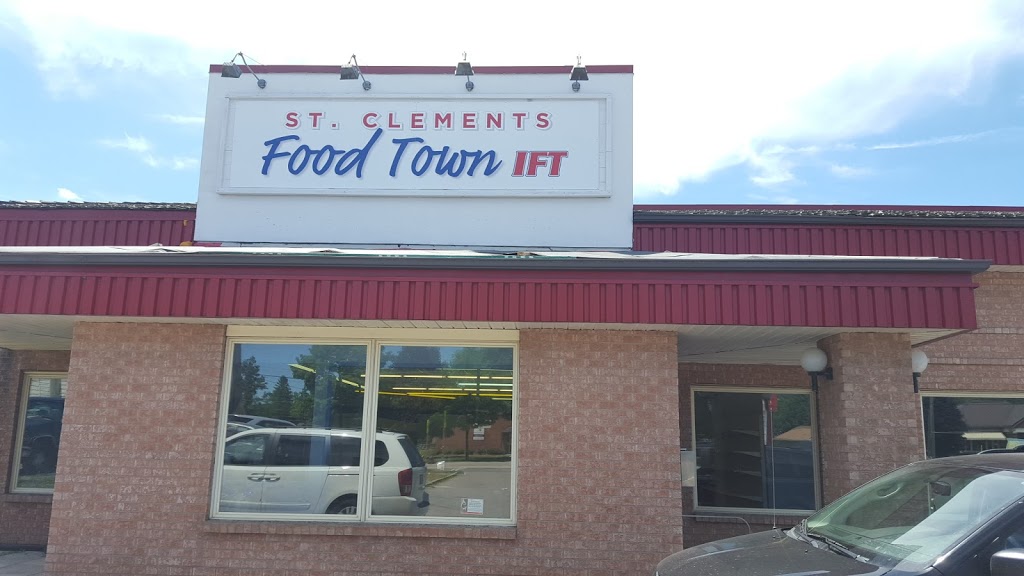 ST. CLEMENTS
Food Town IFT